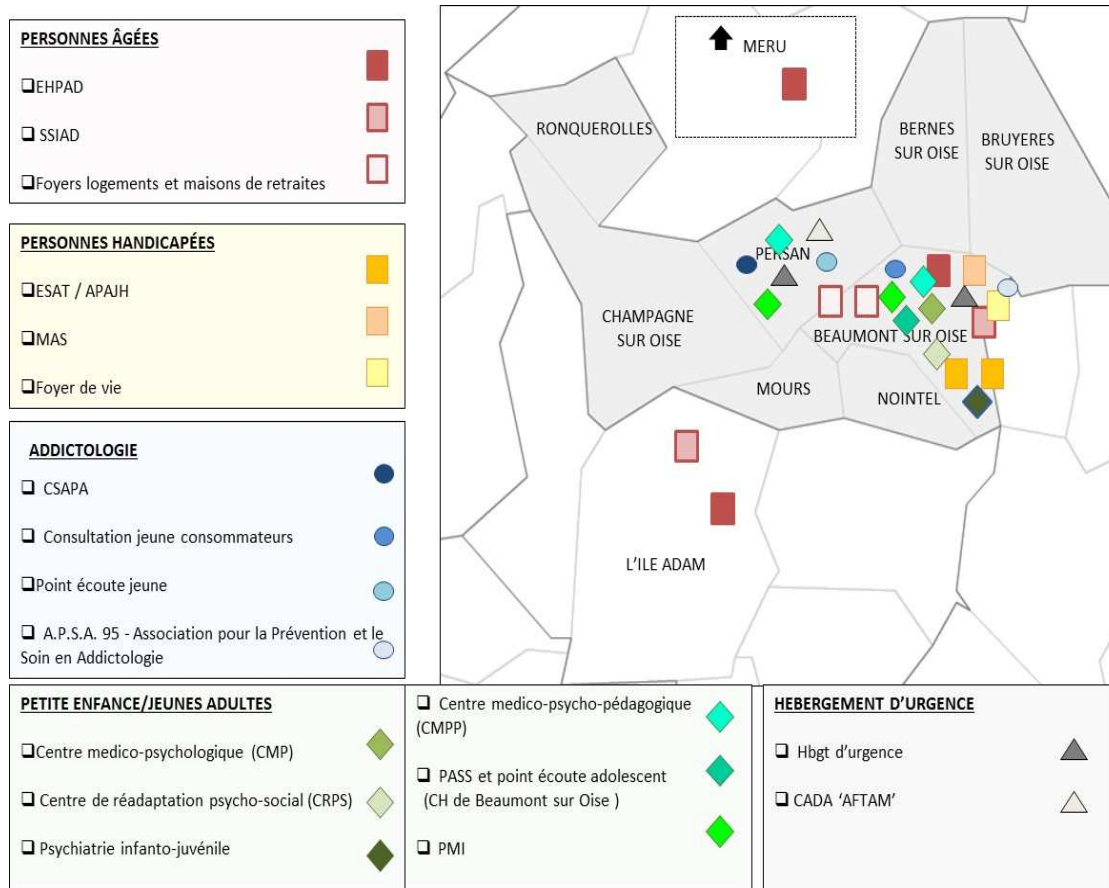 PERSONNES ÂGÉES
❑EHPAD
❑ SSIAD
❑Foyers logements et maisons de retraites
PERSONNES HANDICAPÉES
❑ESAT / APAJH
❑MAS
❑Foyer de vie
ADDICTOLOGIE
❑ CSAPA
❑ Consultation jeune consommateurs
❑Point écoute jeune
❑ A.P.S.A. 95 - Association pour la Prévention et le
Soin en Addictologie
MERU
RONQUEROLLES
BERNES
SUR OISE
BRUYERES
SUR OISE
PERSAN
CHAMPAGNE
SUR OISE
BEAUMONT SUR OISE
MOURS
NOINTEL
L'ILE ADAM
PETITE ENFANCE/JEUNES ADULTES
❑Centre medico-psychologique (CMP)
❑ Centre de réadaptation psycho-social (CRPS)
❑ Psychiatrie infanto-juvénile
❑ Centre medico-psycho-pédagogique
(CMPP)
❑ PASS et point écoute adolescent
(CH de Beaumont sur Oise )
❑ PMI
HEBERGEMENT D'URGENCE
❑ Hbgt d'urgence
❑ CADA 'AFTAM'